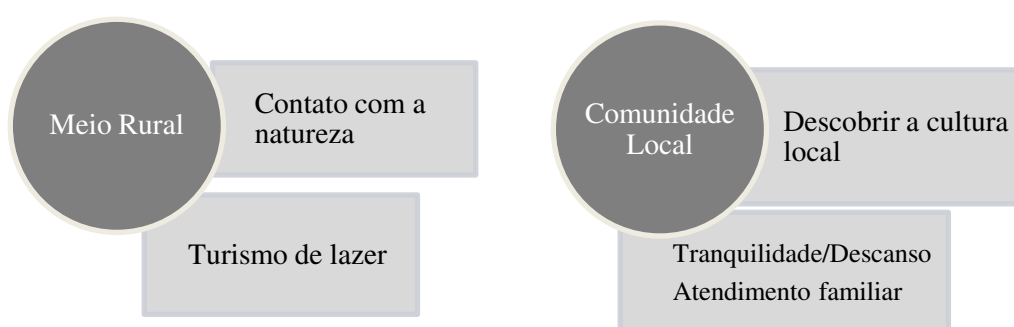 Meio Rural
Contato com a
natureza
Turismo de lazer
Comunidade
Local
Descobrir a cultura
local
Tranquilidade/Descanso
Atendimento familiar